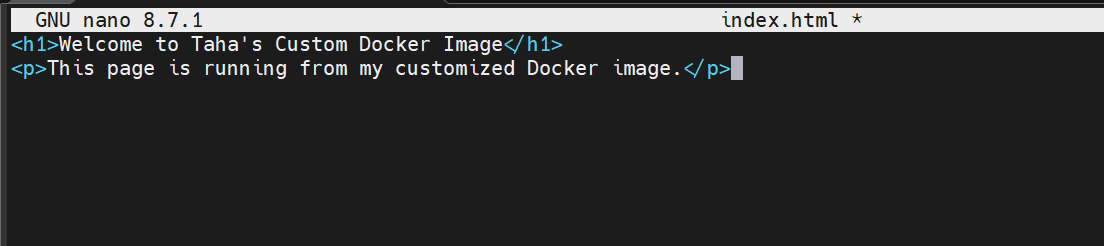 GNU nano 8.7.1 index.html *
<h1>Welcome to Taha's Custom Docker Image</h1>
<p>This page is running from my customized Docker image.</p>